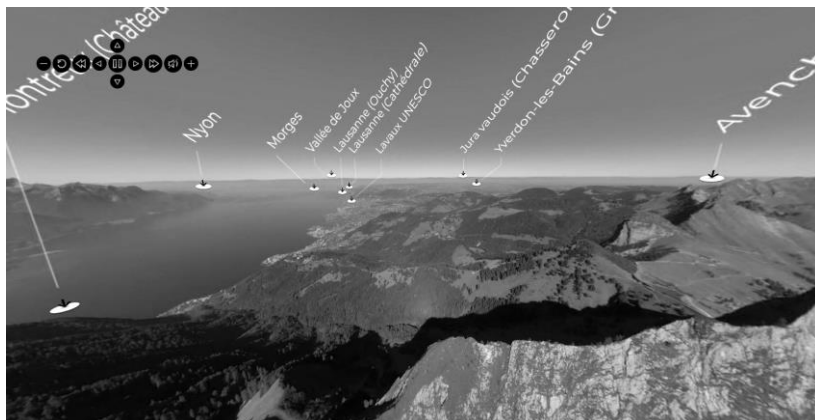 ontreux (Château
Nyon
Morges
Vallée de Joux
Lausanne (Ouchy)
Lausanne (Cathédrale)
Lavaux UNESCO
Jura vaudois (Chasseron
Yverdon-les-Bains (Gr
Avench